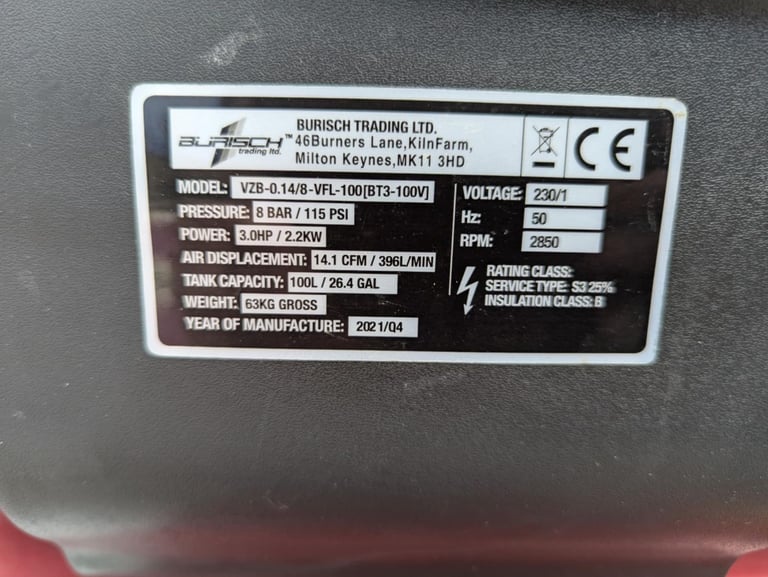 BURISCH
trading ltd.
™
BURISCH TRADING LTD.
46Burners Lane,KilnFarm,
Milton Keynes,MK11 3HD
CE
MODEL: VZB-0.14/8-VFL-100[BT3-100V]
PRESSURE: 8 BAR / 115 PSI
POWER: 3.0HP / 2.2KW
AIR DISPLACEMENT: 14.1 CFM / 396L/MIN
TANK CAPACITY: 100L / 26.4 GAL
WEIGHT: 63KG GROSS
YEAR OF MANUFACTURE: 2021/Q4
VOLTAGE: 230/1
Hz: 50
RPM: 2850
RATING CLASS:
SERVICE TYPE: S3 25%
INSULATION CLASS: B